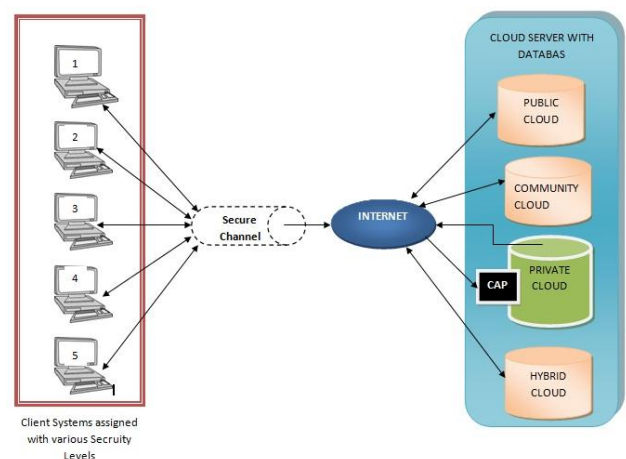 1
2
3
4
5
Client Systems assigned
with various Secruity
Levels
Secure
Channel
INTERNET
CLOUD SERVER WITH
DATABAS
PUBLIC
CLOUD
COMMUNITY
CLOUD
CAP
PRIVATE
CLOUD
HYBRID
CLOUD